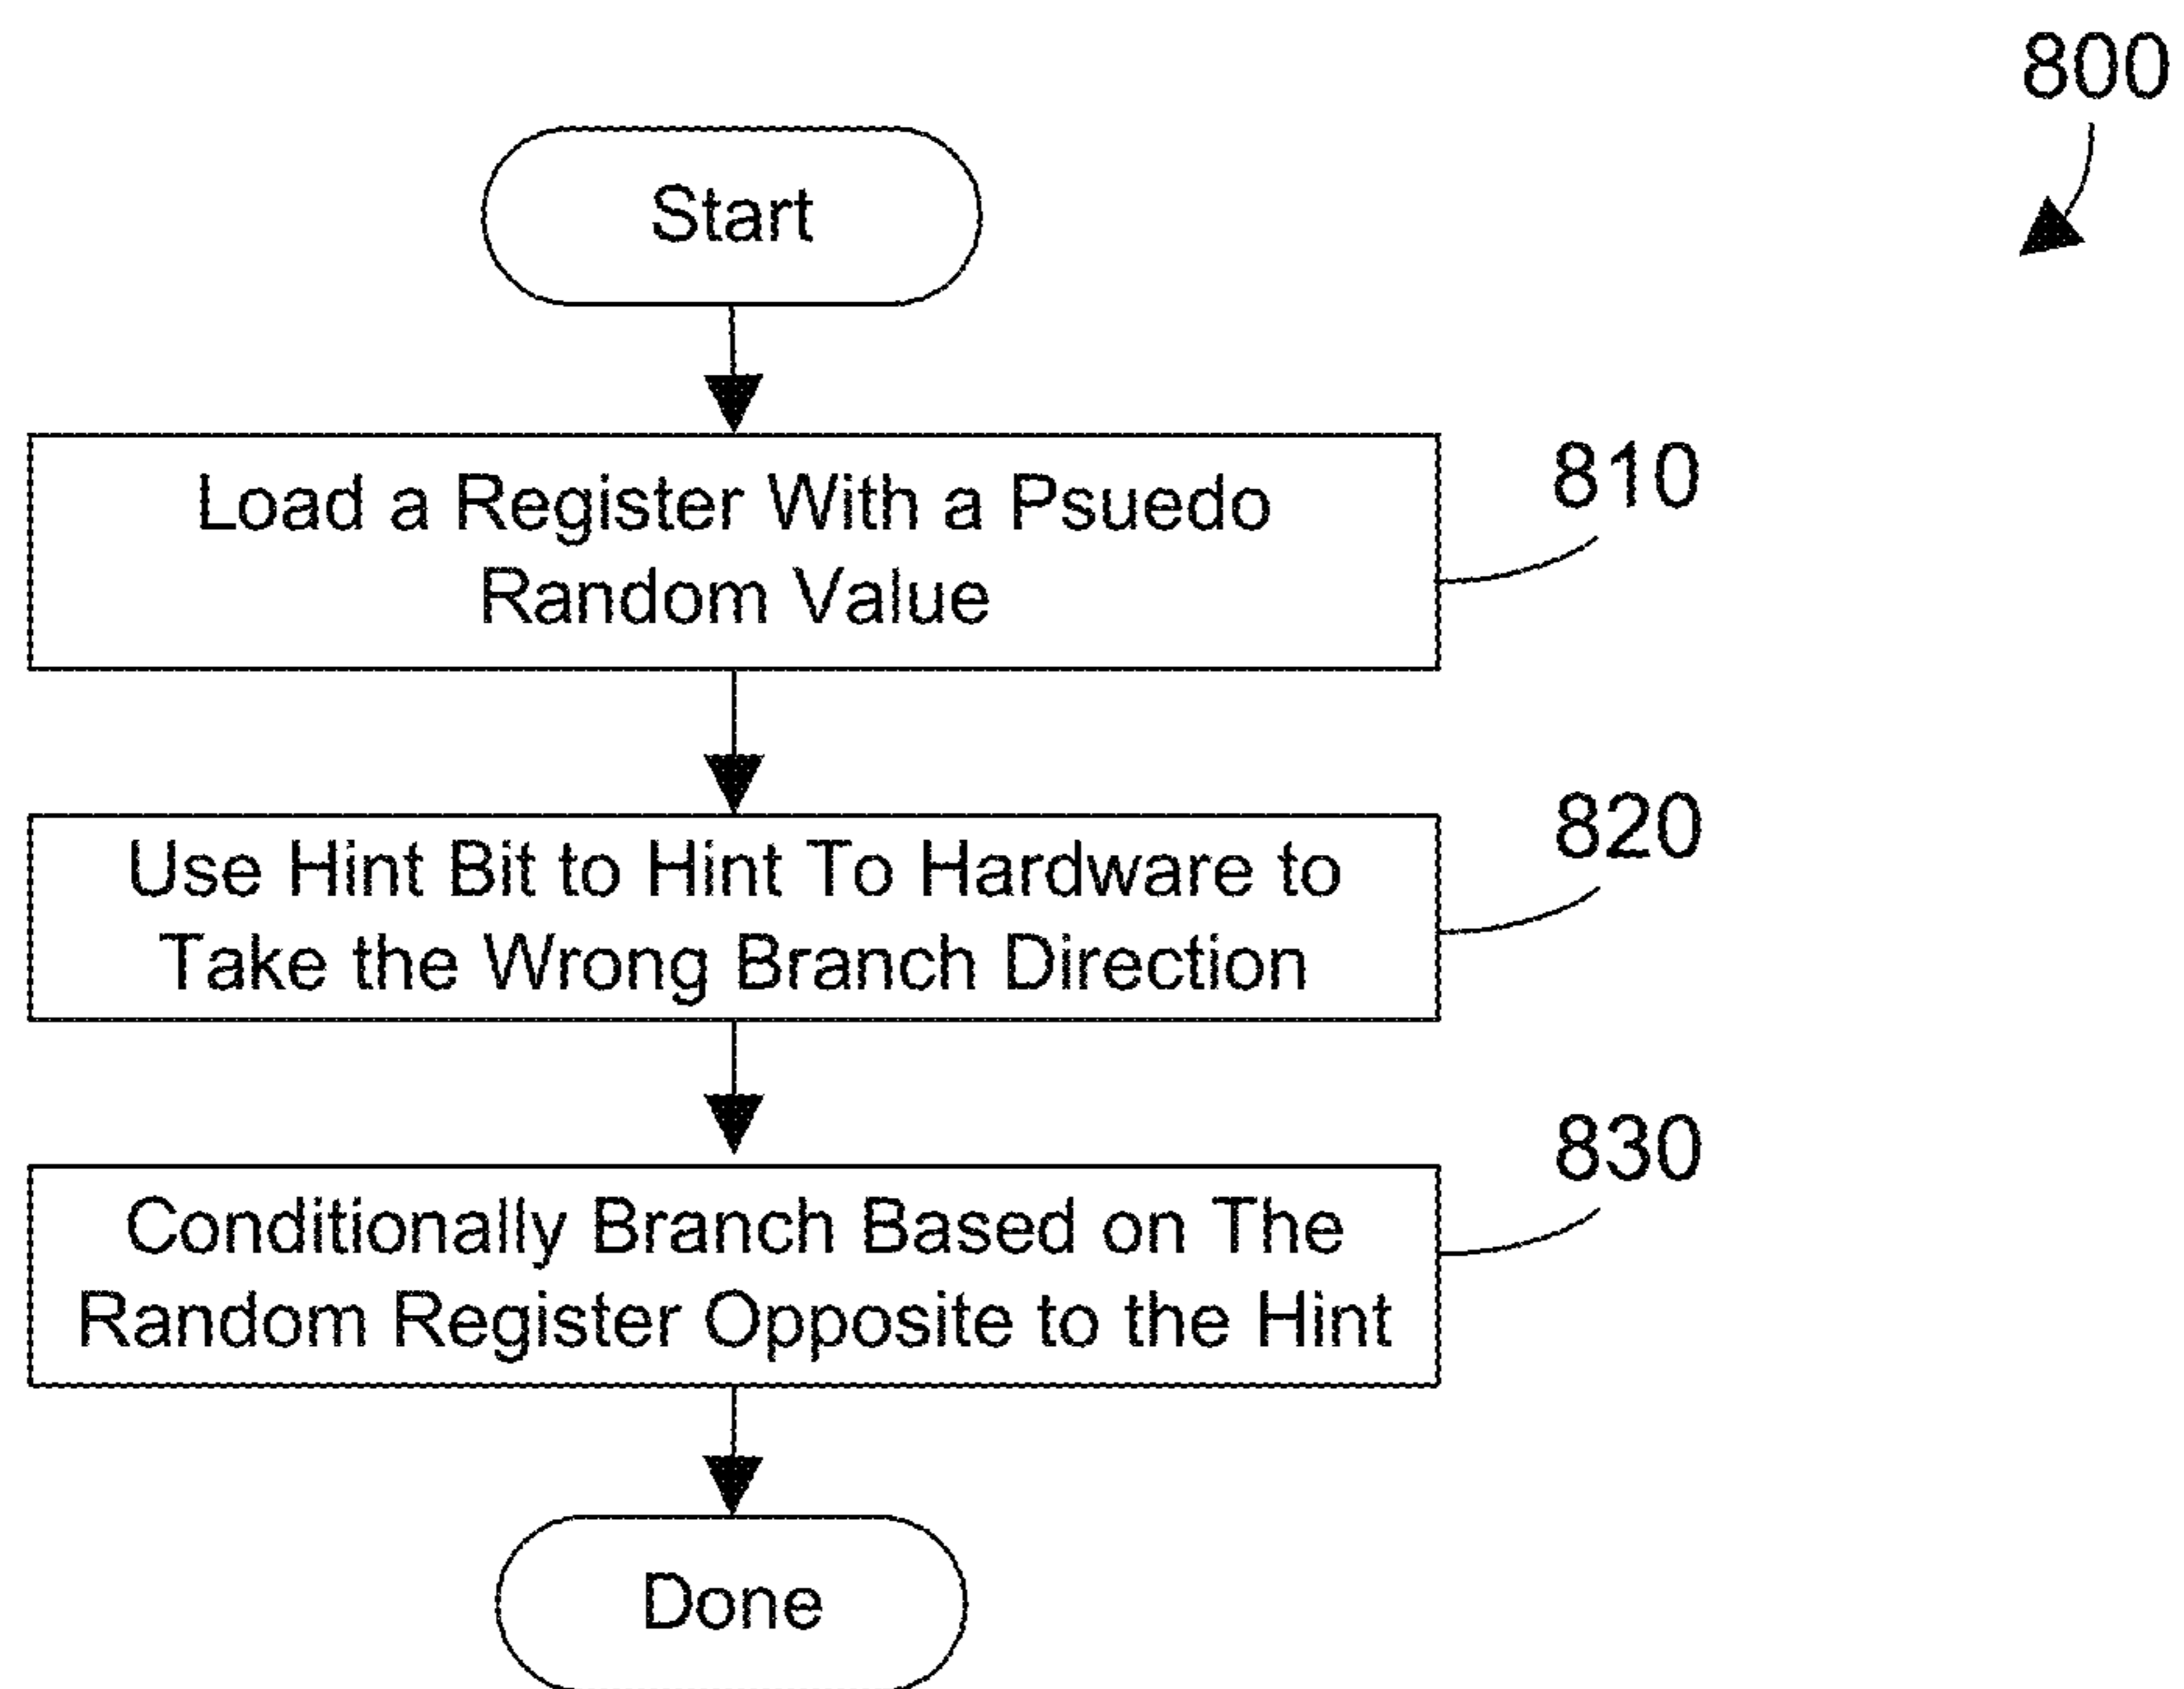 800
Start
Load a Register With a Psuedo
Random Value
810
Use Hint Bit to Hint To Hardware to
Take the Wrong Branch Direction
820
Conditionally Branch Based on The
Random Register Opposite to the Hint
830
Done